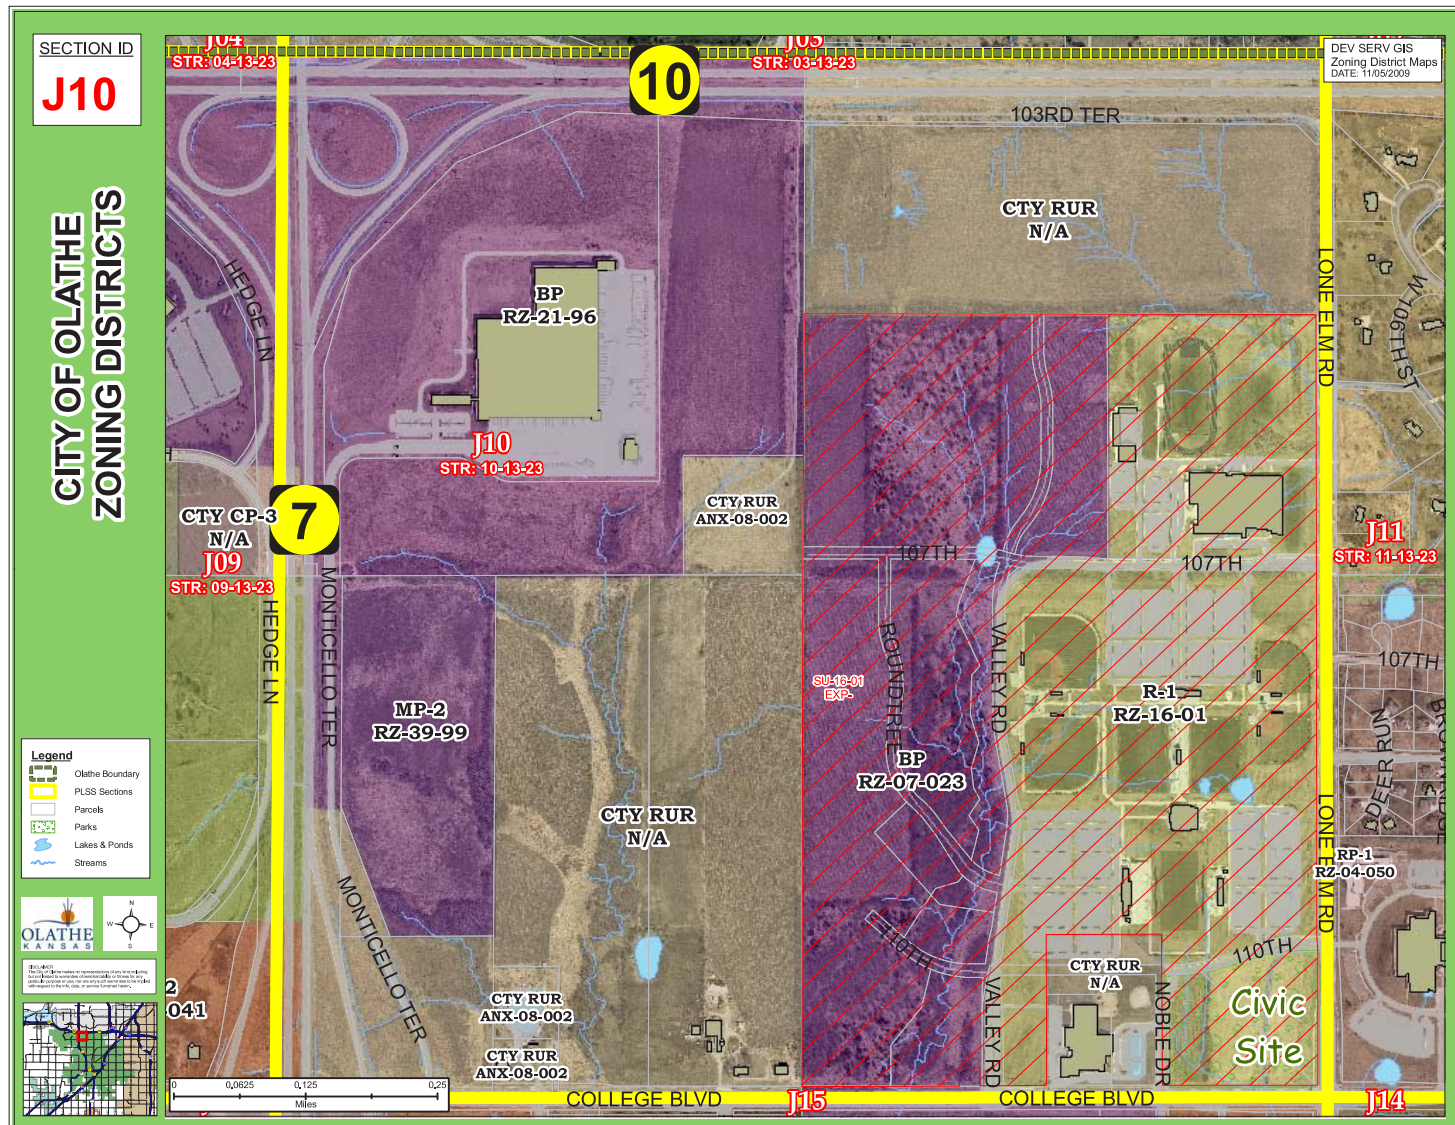 SECTION ID
J10
CITY OF OLATHE
ZONING DISTRICTS
DEV SERV GIS
Zoning District Maps
DATE: 11/05/2009
J04
STR: 04-13-23
STR: 03-13-23
10
103RD TER
CTY RUR
N/A
HEDGE LN
BP
RZ-21-96
LONE ELM RD
W 106TH ST
J10
STR: 10-13-23
CTY CP-3
N/A
7
CTY RUR
ANX-08-002
J09
STR: 09-13-23
107TH
107TH
J11
STR: 11-13-23
HEDGE LN
MONTICELLO TER
MP-2
RZ-39-99
SU-16-01
EXP-
ROUNDTREE
VALLEY RD
R-1
RZ-16-01
107TH
DEER RUN
BP
RZ-07-023
CTY RUR
N/A
LONE ELM RD
RP-1
RZ-04-050
MONTICELLO TER
110TH
110TH
CTY RUR
N/A
VALLEY RD
NOBLE DR
Civic
Site
CTY RUR
ANX-08-002
CTY RUR
ANX-08-002
2
-041
COLLEGE BLVD
J15
COLLEGE BLVD
J14
0 0.0625 0.125 0.25
Miles
Legend
Olathe Boundary
PLSS Sections
Parcels
Parks
Lakes & Ponds
Streams
OLATHE
KANSAS
N
W E
S
DISCLAIMER